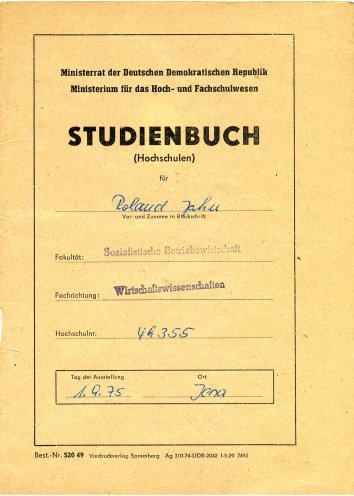 Ministerrat der Deutschen Demokratischen Republik
Ministerium für das Hoch- und Fachschulwesen
STUDIENBUCH
(Hochschulen)
für
Roland Jahn
Vor- und Zuname in Blockschrift
Fakultät: Sozialistische Betriebswirtschaft
Fachrichtung: Wirtschaftswissenschaften
Hochschulnr. 49355
Tag der Ausstellung Ort
1.9.75 Jena
Best.-Nr. 520 49 Vordruckverlag Spremberg Ag 310-74-DDR-2042 I-5-29 7493